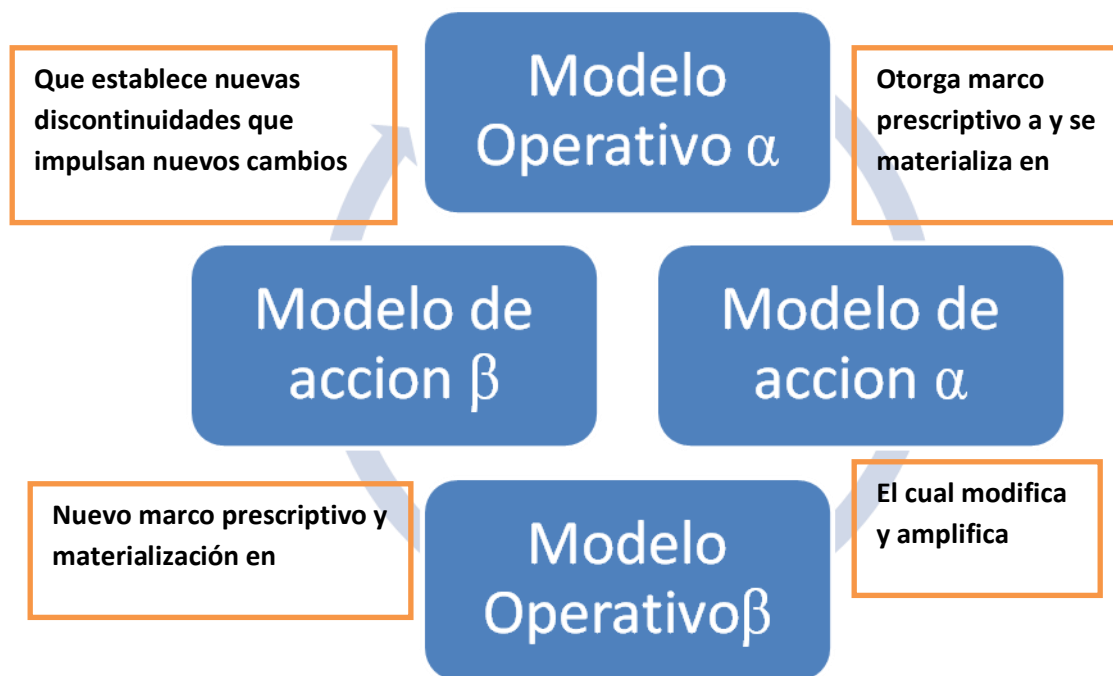 Modelo
Operativo α
Otorga marco
prescriptivo a y se
materializa en
Modelo de
accion α
El cual modifica
y amplifica
Modelo
Operativoβ
Nuevo marco prescriptivo y
materialización en
Modelo de
accion β
Que establece nuevas
discontinuidades que
impulsan nuevos cambios